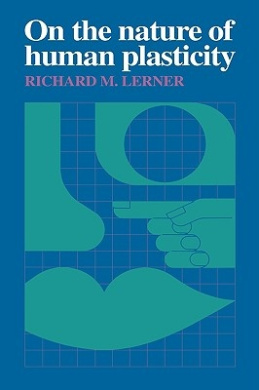 On the nature of
human plasticity
RICHARD M. LERNER